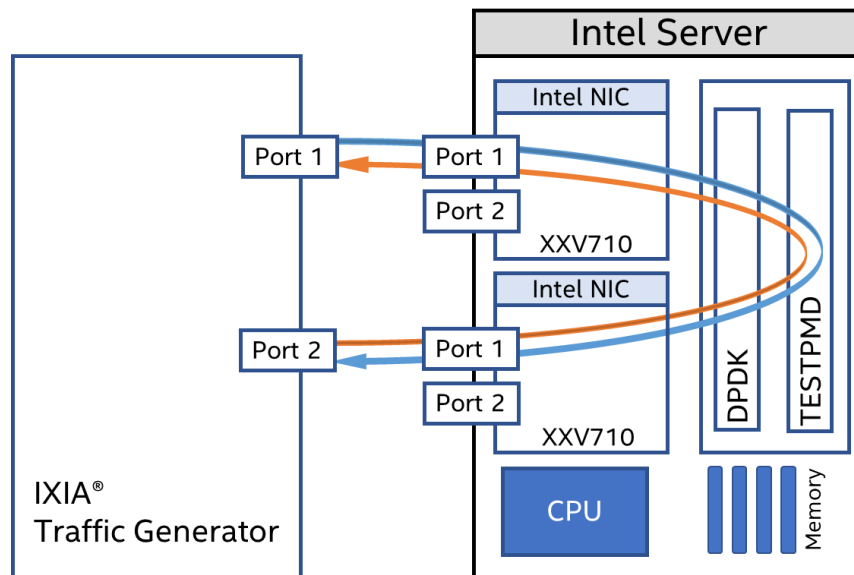 Intel Server
Intel NIC
Port 1
Port 1
Port 2
XXV710
Intel NIC
Port 2
Port 1
Port 2
XXV710
DPDK
TESTPMD
IXIA®
Traffic Generator
CPU
Memory